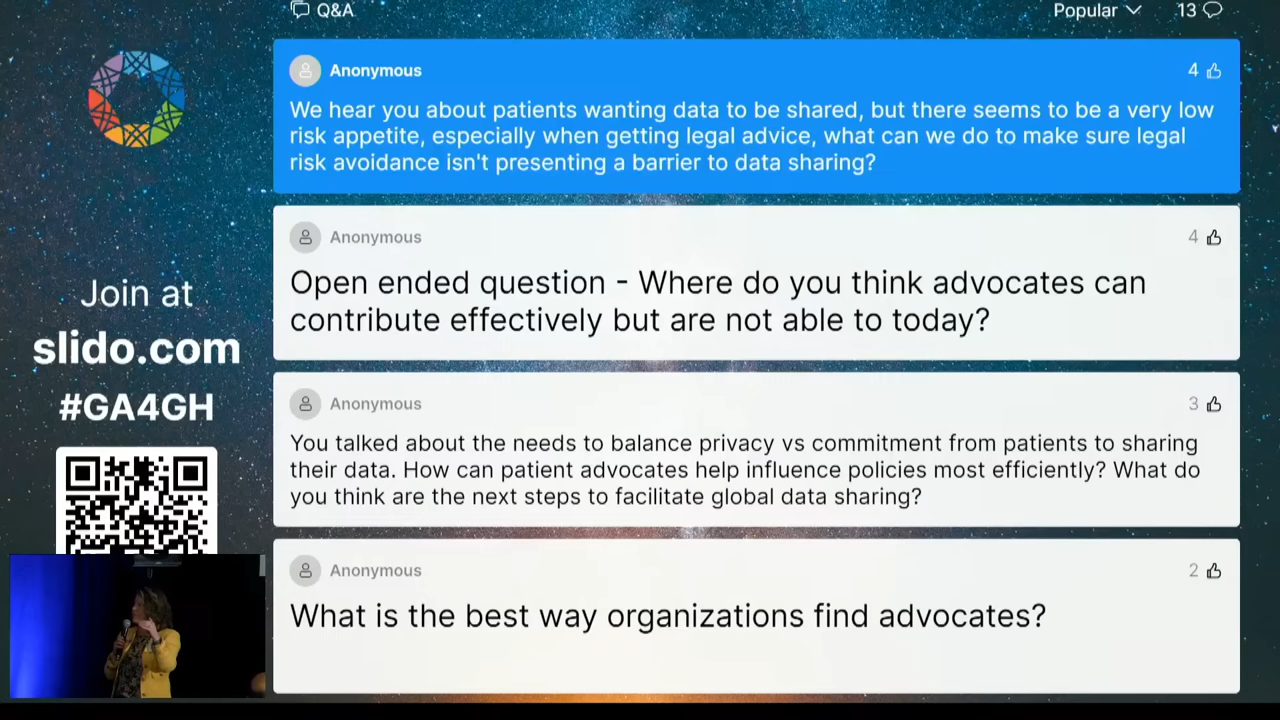 Q&A
Popular
13
Anonymous
4
We hear you about patients wanting data to be shared, but there seems to be a very low
risk appetite, especially when getting legal advice, what can we do to make sure legal
risk avoidance isn't presenting a barrier to data sharing?
Anonymous
4
Open ended question - Where do you think advocates can
contribute effectively but are not able to today?
Anonymous
3
You talked about the needs to balance privacy vs commitment from patients to sharing
their data. How can patient advocates help influence policies most efficiently? What do
you think are the next steps to facilitate global data sharing?
Anonymous
2
What is the best way organizations find advocates?
Join at
slido.com
#GA4GH